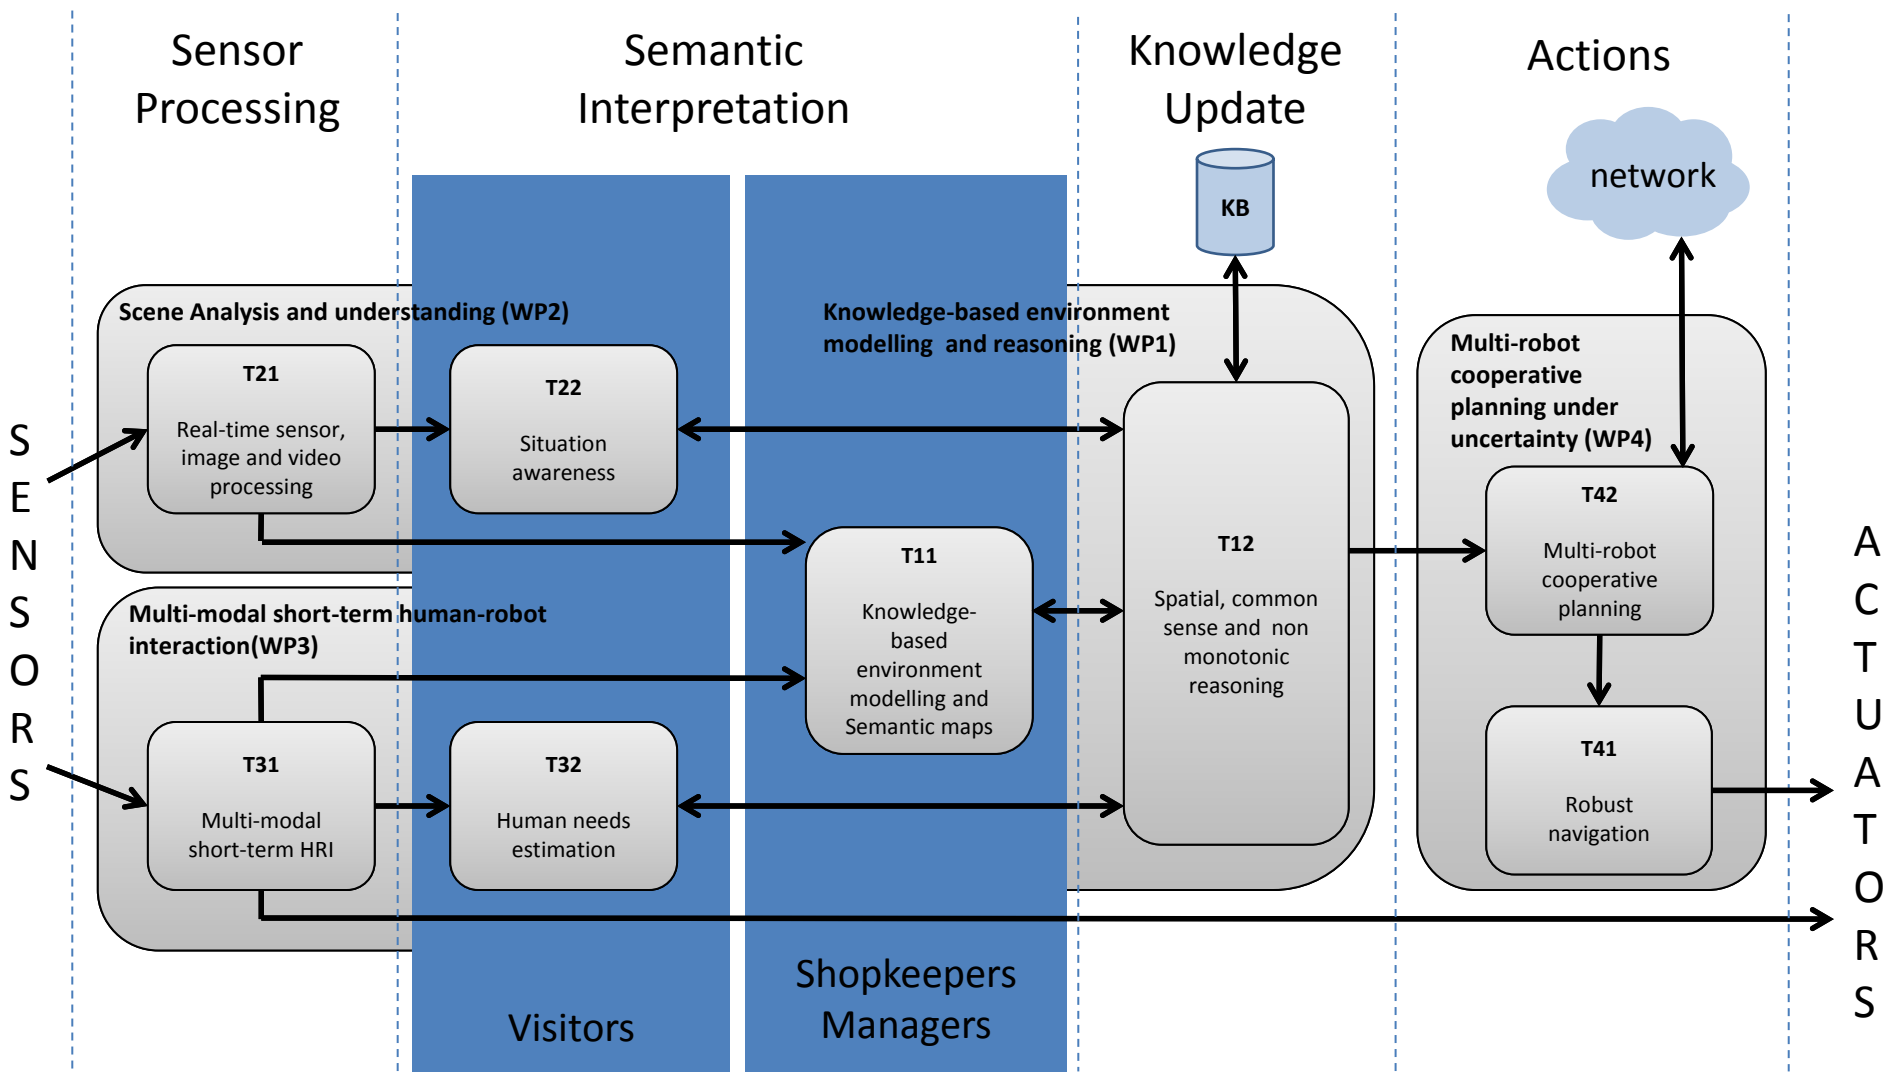 Sensor
Processing
Semantic
Interpretation
Knowledge
Update
Actions
network
KB
Scene Analysis and understanding (WP2)
Knowledge-based environment
modelling and reasoning (WP1)
Multi-robot
cooperative
planning under
uncertainty (WP4)
T21
Real-time sensor,
image and video
processing
T22
Situation
awareness
T11
Knowledge-
based
environment
modelling and
Semantic maps
T12
Spatial, common
sense and non
monotonic
reasoning
T42
Multi-robot
cooperative
planning
Multi-modal short-term human-robot
interaction(WP3)
T31
Multi-modal
short-term HRI
T32
Human needs
estimation
T41
Robust
navigation
SENSORS
ACTUATORS
Visitors
Shopkeepers
Managers